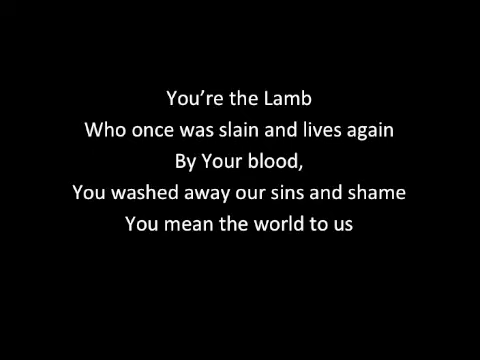 You’re the Lamb
Who once was slain and lives again
By Your blood,
You washed away our sins and shame
You mean the world to us